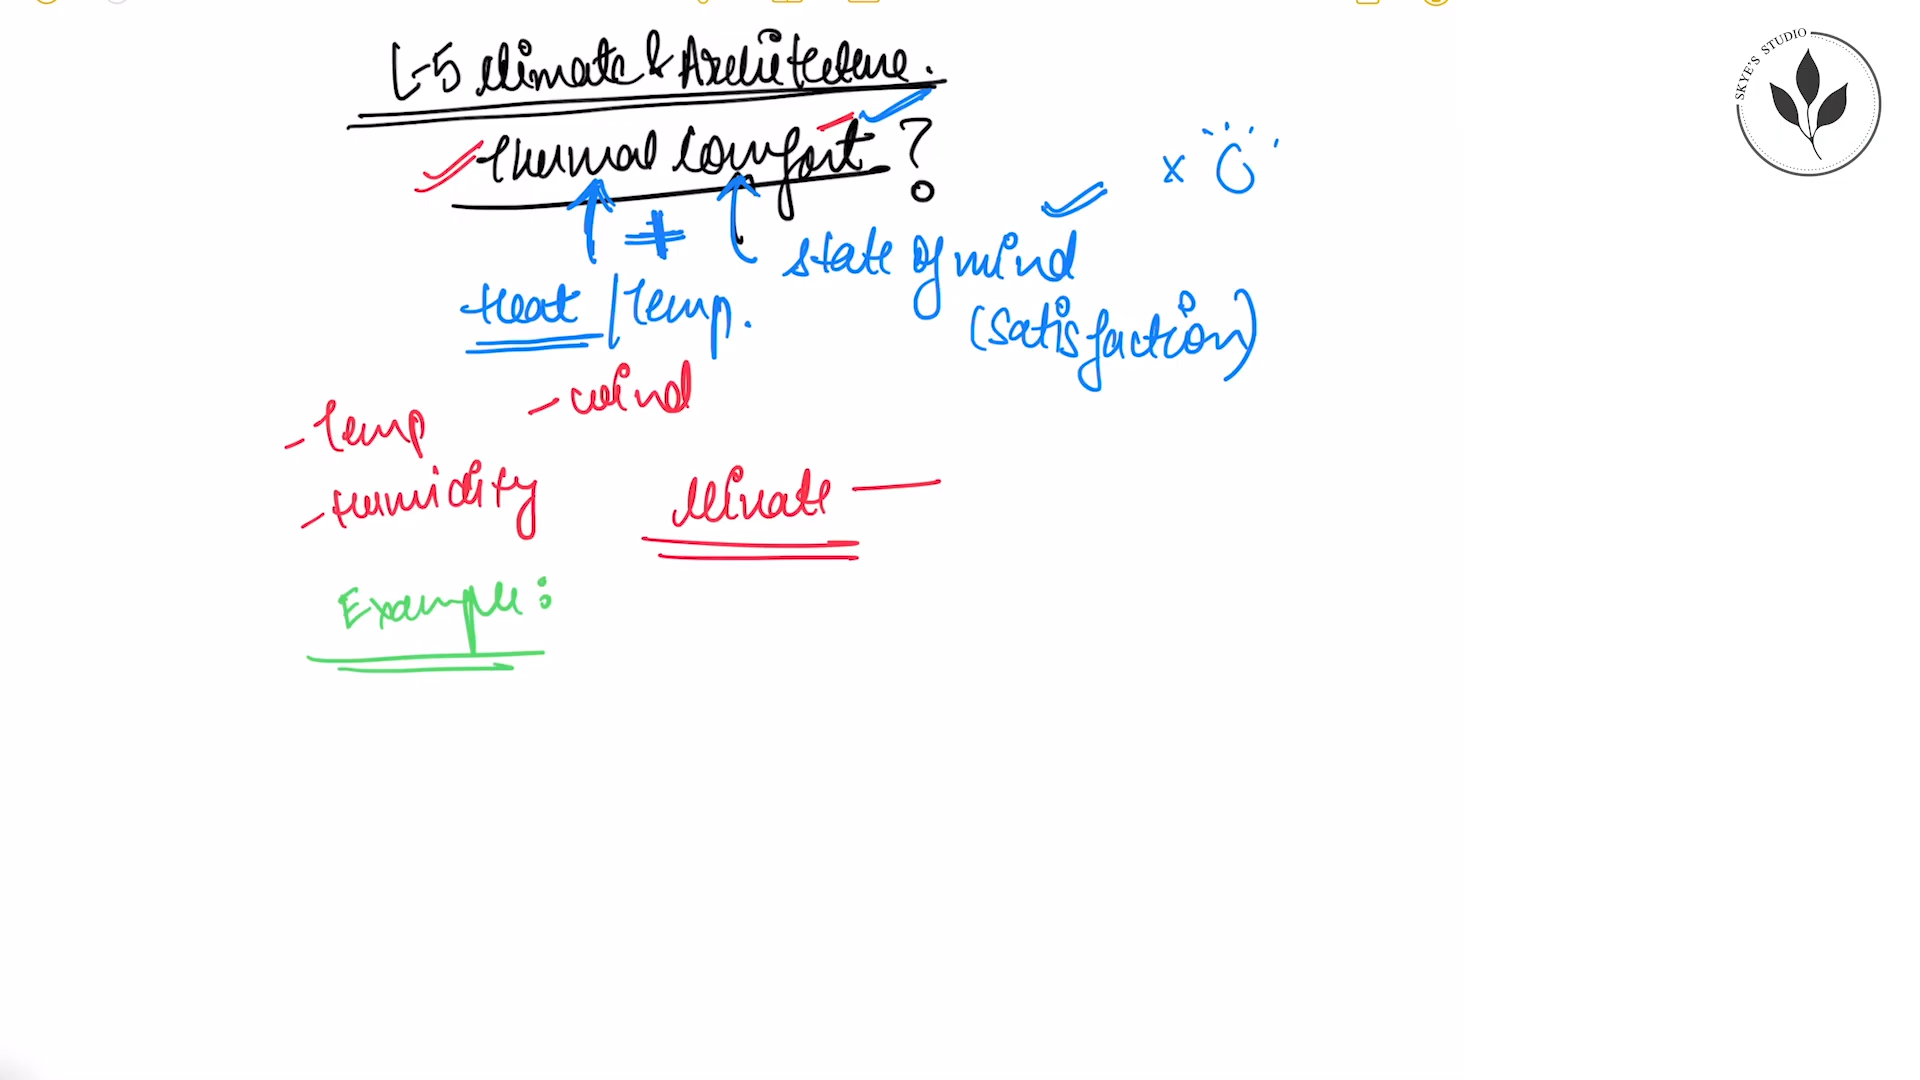 L-5 climate & Architecture.
Thermal Comfort ?
Heat / Temp.
state of mind
(satisfaction)
- Temp
- wind
- Humidity
climate —
Example:
SKYE'S STUDIO